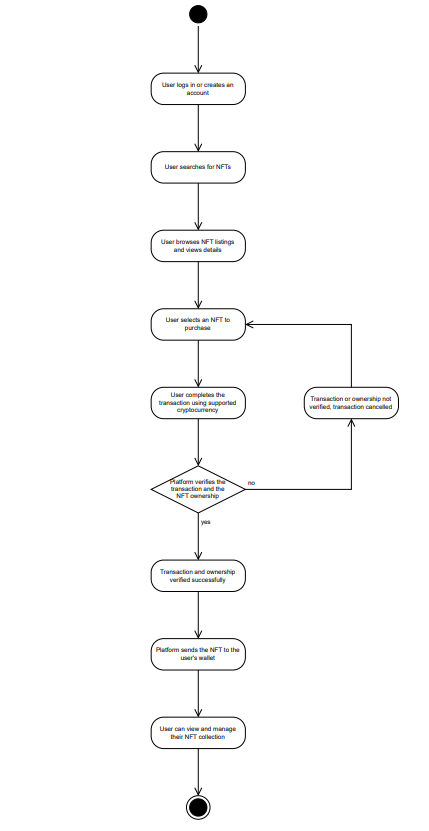 User logs in or creates an
account
User searches for NFTs
User browses NFT listings
and views details
User selects an NFT to
purchase
User completes the
transaction using supported
cryptocurrency
Transaction or ownership not
verified, transaction cancelled
Platform verifies the
transaction and the
NFT ownership
no
yes
Transaction and ownership
verified successfully
Platform sends the NFT to the
user's wallet
User can view and manage
their NFT collection